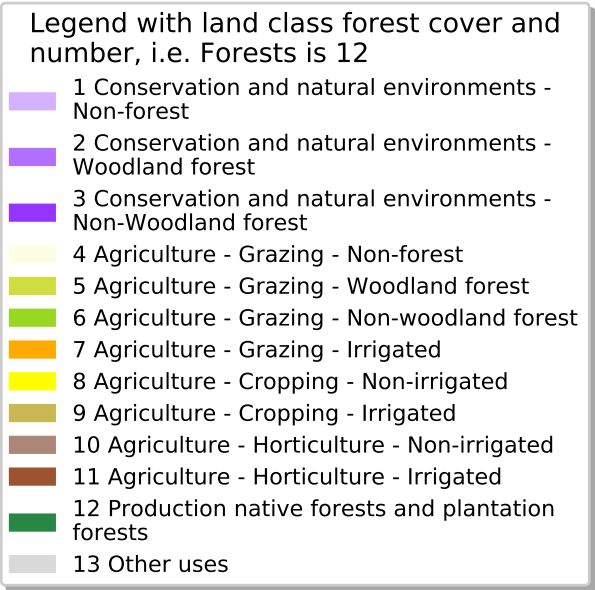 Legend with land class forest cover and
number, i.e. Forests is 12
1 Conservation and natural environments -
Non-forest
2 Conservation and natural environments -
Woodland forest
3 Conservation and natural environments -
Non-Woodland forest
4 Agriculture - Grazing - Non-forest
5 Agriculture - Grazing - Woodland forest
6 Agriculture - Grazing - Non-woodland forest
7 Agriculture - Grazing - Irrigated
8 Agriculture - Cropping - Non-irrigated
9 Agriculture - Cropping - Irrigated
10 Agriculture - Horticulture - Non-irrigated
11 Agriculture - Horticulture - Irrigated
12 Production native forests and plantation
forests
13 Other uses